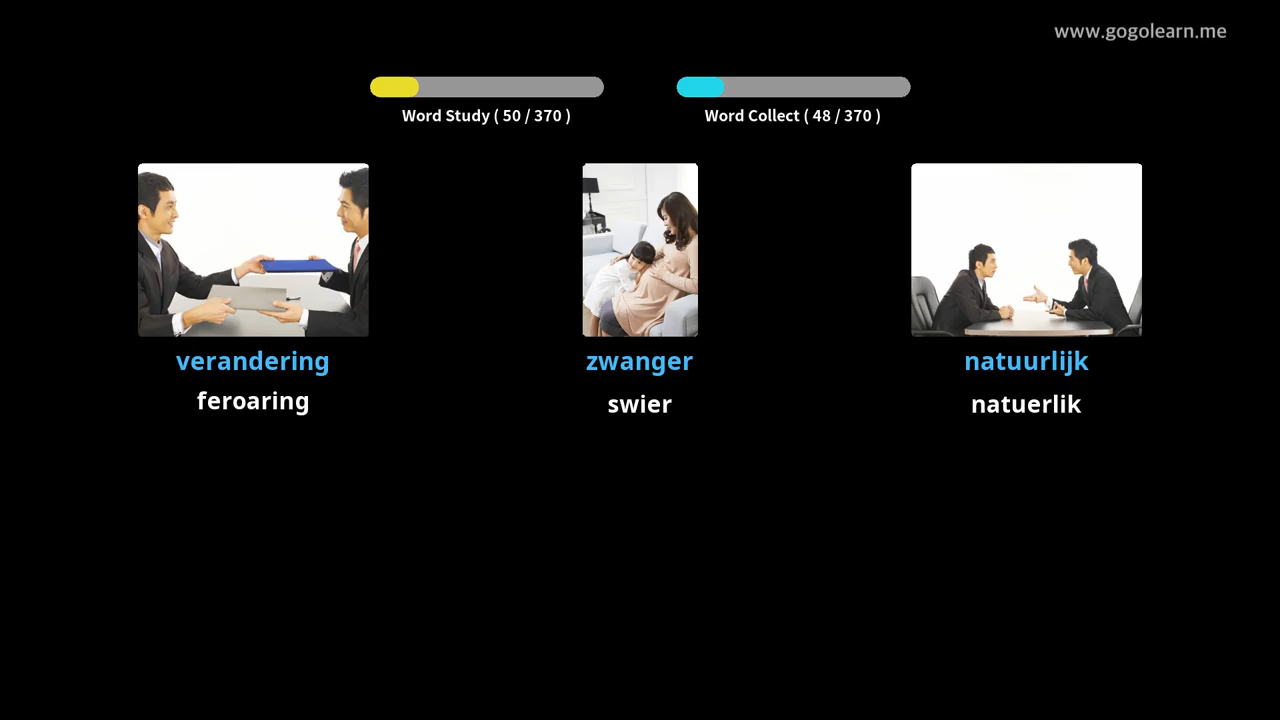 www.gogolearn.me
Word Study ( 50 / 370 )
Word Collect ( 48 / 370 )
verandering
feroaring
zwanger
swier
natuurlijk
natuerlik